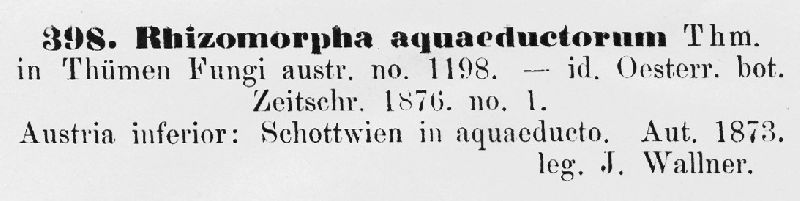 398. Rhizomorpha aquaeductorum Thm.
in Thümen Fungi austr. no. 1198. — id. Oesterr. bot.
Zeitschr. 1876. no. 1.
Austria inferior: Schottwien in aquaeducto. Aut. 1873.
leg. J. Wallner.